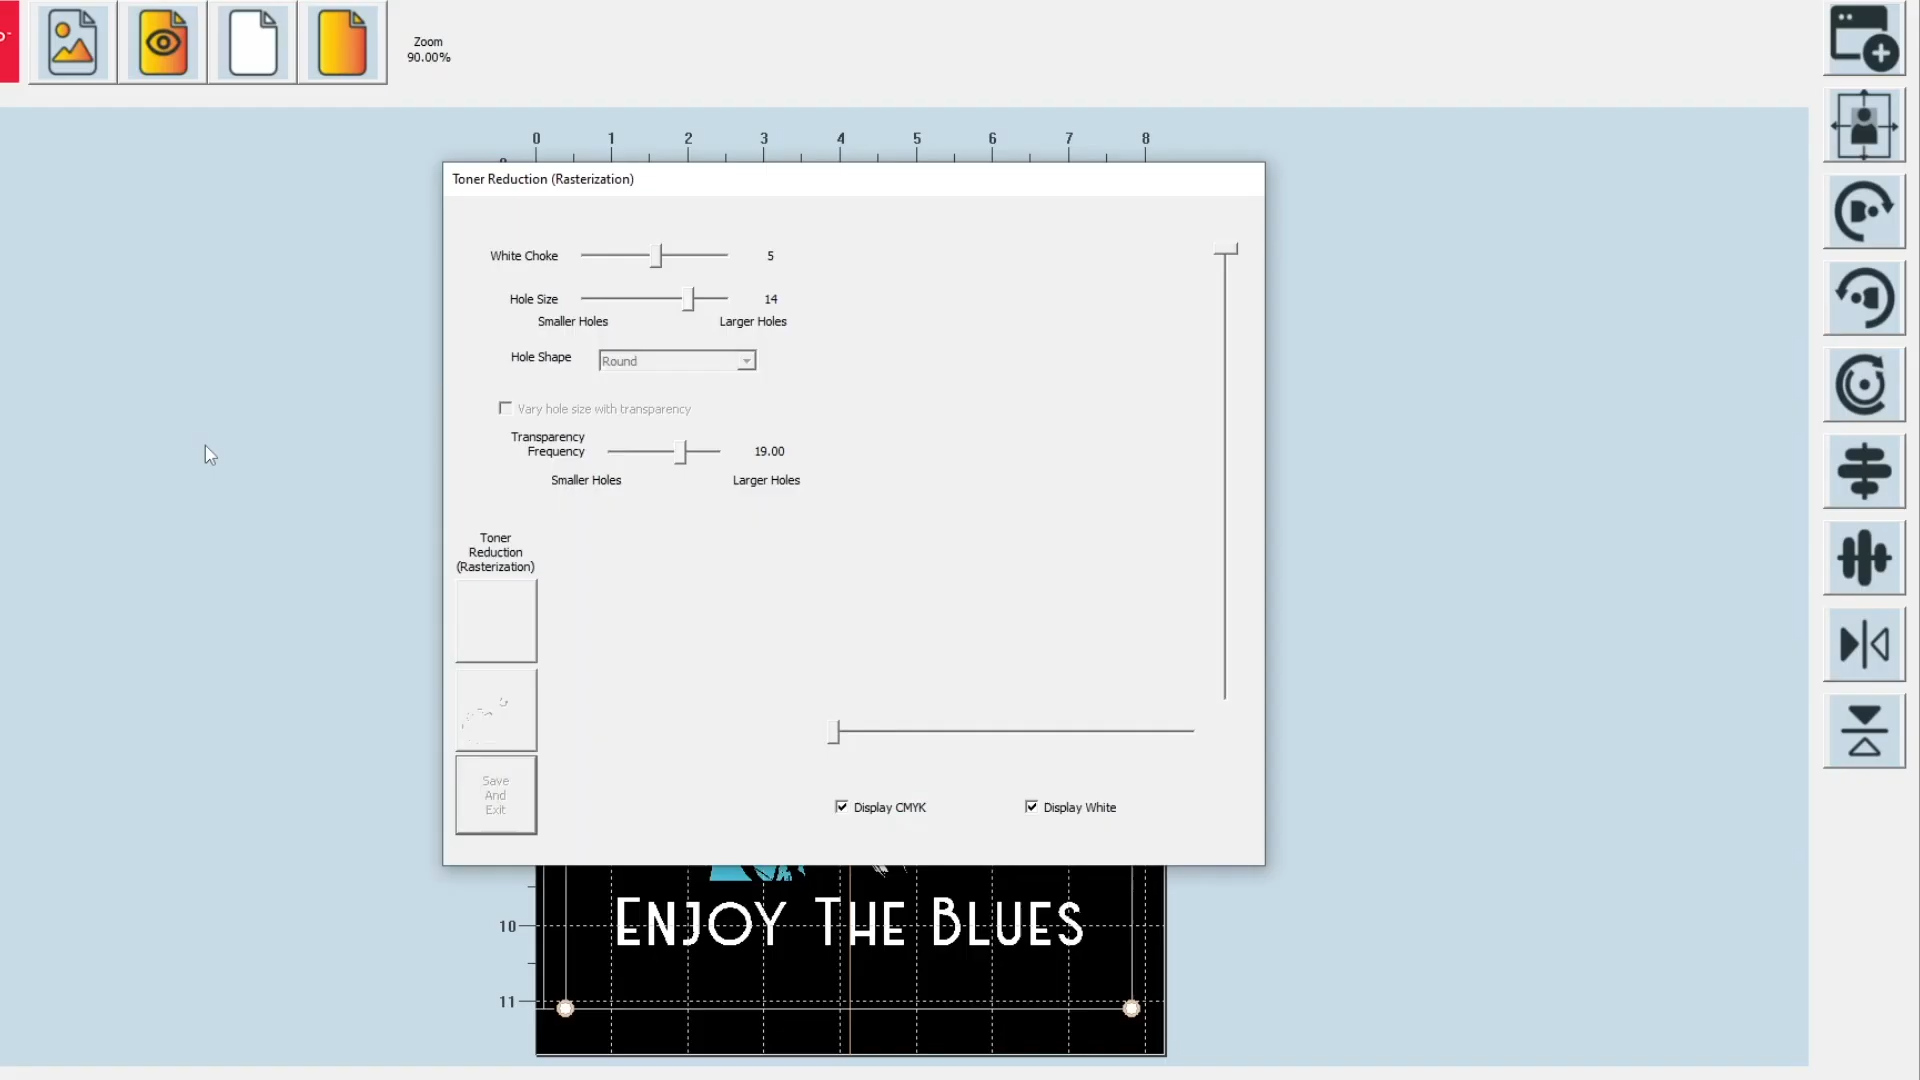 Zoom
90.00%
0 1 2 3 4 5 6 7 8
Toner Reduction (Rasterization)
White Choke 5
Hole Size 14
Smaller Holes Larger Holes
Hole Shape Round
Vary hole size with transparency
Transparency
Frequency 19.00
Smaller Holes Larger Holes
Toner
Reduction
(Rasterization)
Save
And
Exit
Display CMYK Display White
10
ENJOY THE BLUES
11